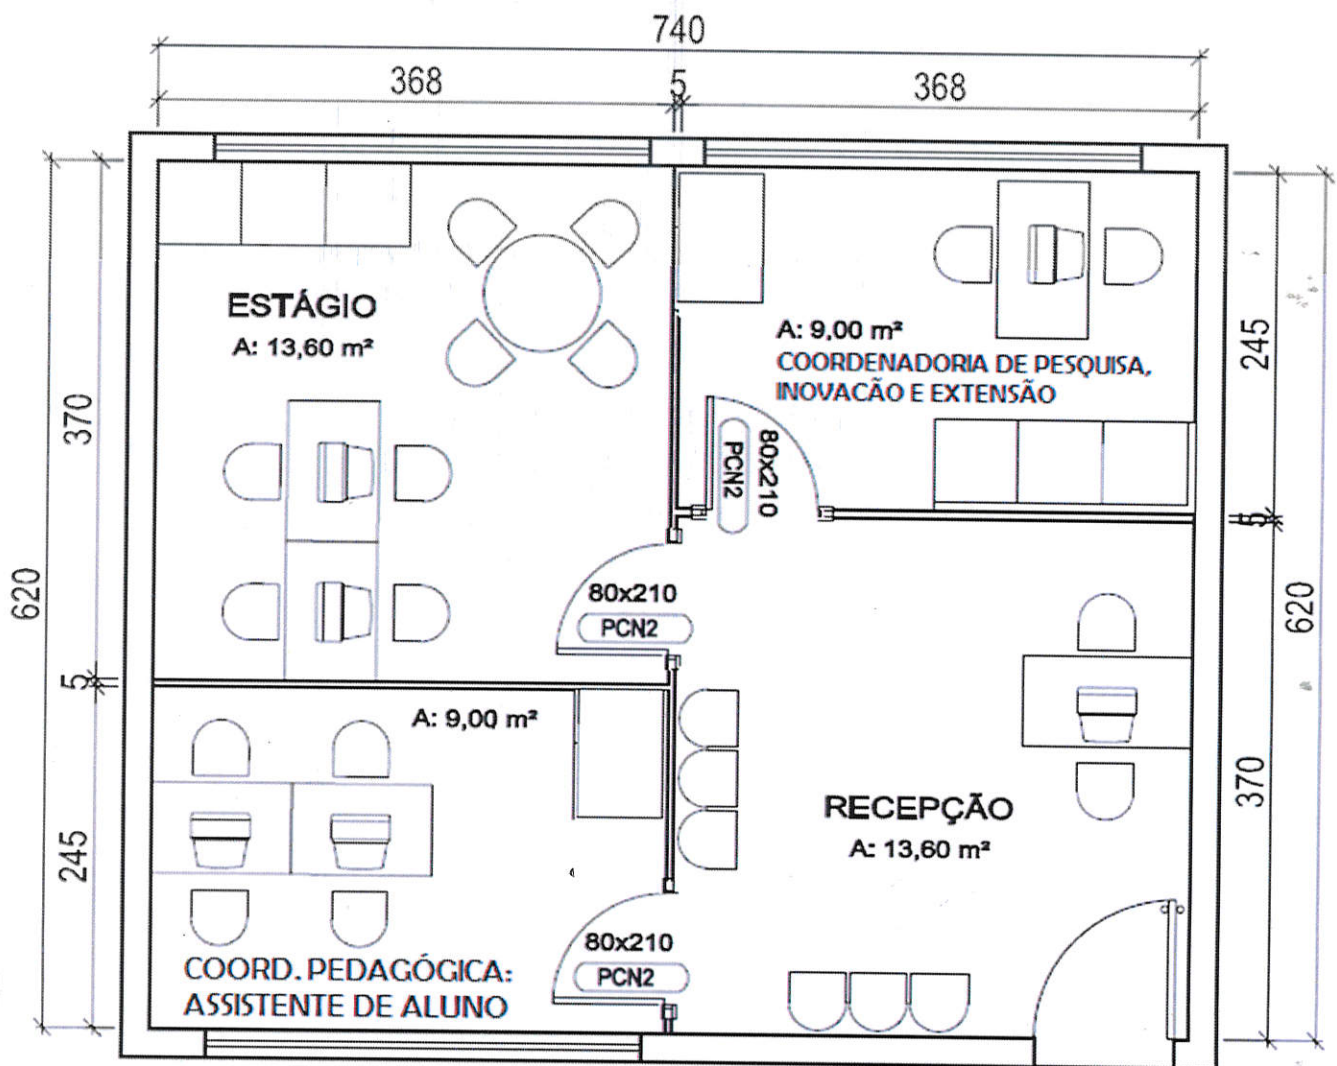 740
368
5
368
ESTÁGIO
A: 13,60 m²
A: 9,00 m²
COORDENADORIA DE PESQUISA,
INOVACÃO E EXTENSÃO
245
370
80x210
PCN2
5
620
620
80x210
PCN2
5
A: 9,00 m²
RECEPÇÃO
A: 13,60 m²
370
245
80x210
PCN2
COORD. PEDAGÓGICA:
ASSISTENTE DE ALUNO